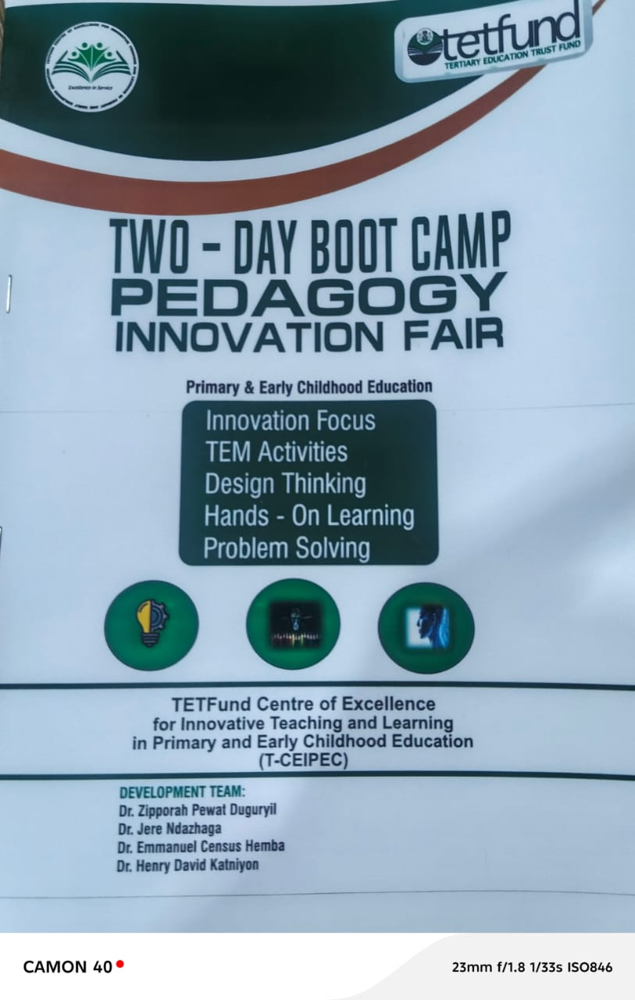 Excellence in Service
tetfund
TERTIARY EDUCATION TRUST FUND
TWO - DAY BOOT CAMP
PEDAGOGY
INNOVATION FAIR
Primary & Early Childhood Education
Innovation Focus
TEM Activities
Design Thinking
Hands - On Learning
Problem Solving
TETFund Centre of Excellence
for Innovative Teaching and Learning
in Primary and Early Childhood Education
(T-CEIPEC)
DEVELOPMENT TEAM:
Dr. Zipporah Pewat Duguryil
Dr. Jere Ndazhaga
Dr. Emmanuel Census Hemba
Dr. Henry David Katniyon
CAMON 40
23mm f/1.8 1/33s ISO846